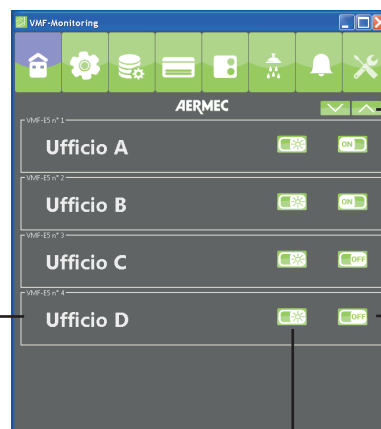 VMF-Monitoring
AERMEC
VMF-E5 n° 1
Ufficio A
ON
VMF-E5 n° 2
Ufficio B
ON
VMF-E5 n° 3
Ufficio C
OFF
VMF-E5 n° 4
Ufficio D
OFF